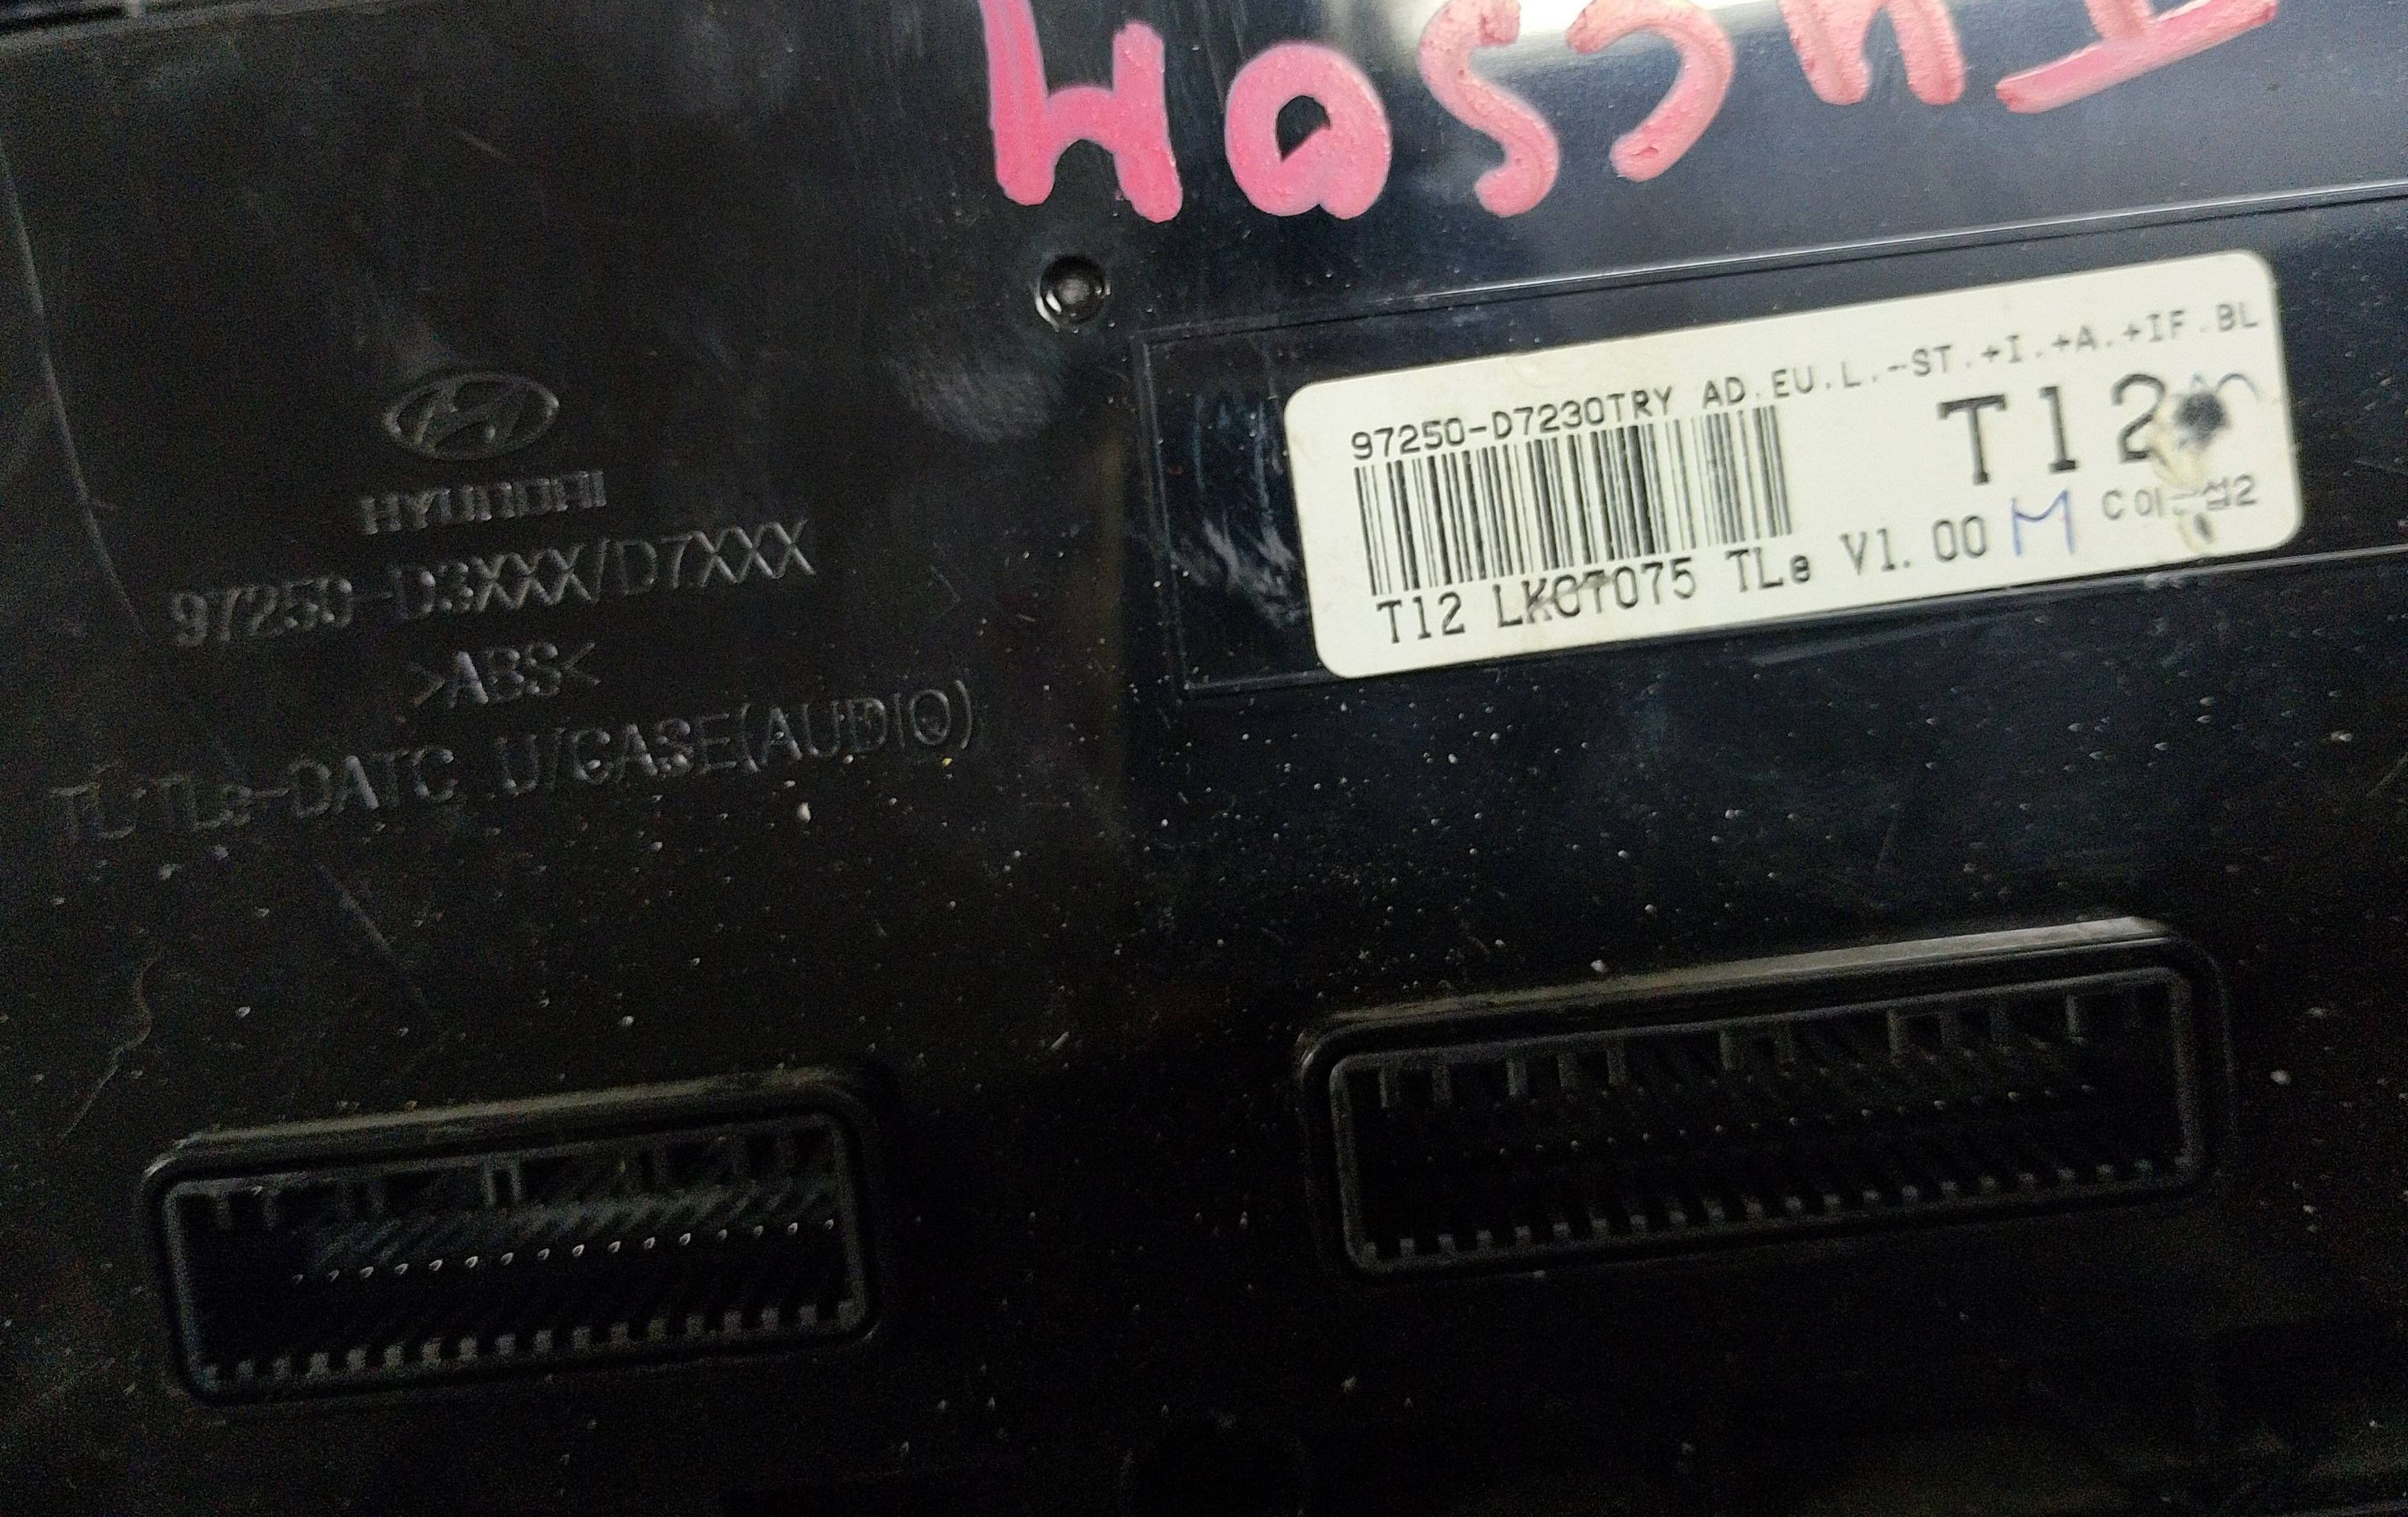 TUCSON
HYUNDAI
97250-D3XXX/D7XXX
>ABS<
TL/TLe-DATC U/CASE(AUDIO)
97250-D7230TRY AD.EU.L.-ST.+I.+A.+IF.BL
T12
T12 TLe V1.00 M